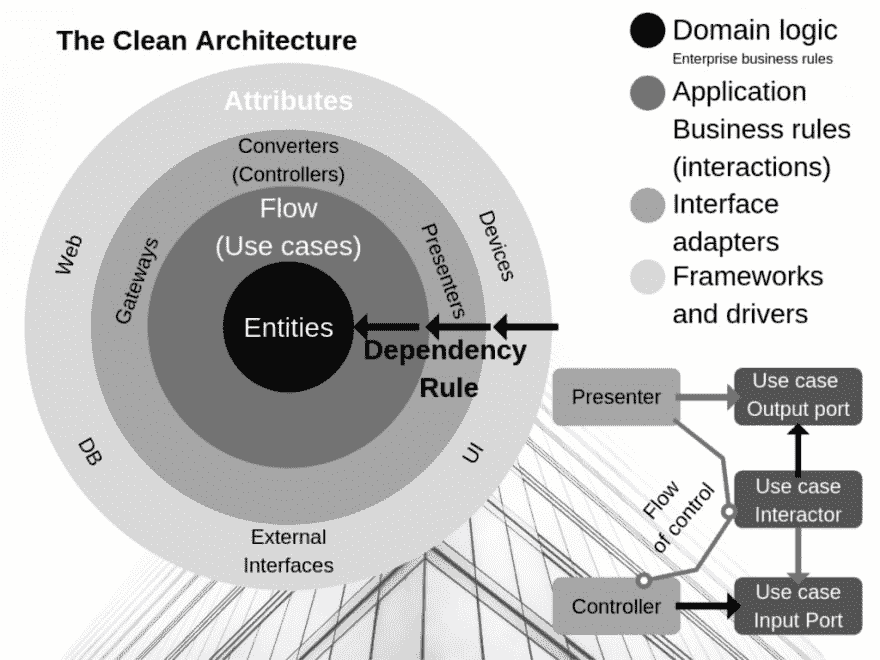 The Clean Architecture
Attributes
Converters
(Controllers)
Flow
(Use cases)
Web
Gateways
Presenters
Devices
Entities
Dependency
Rule
DB
UI
External
Interfaces
Domain logic
Enterprise business rules
Application
Business rules
(interactions)
Interface
adapters
Frameworks
and drivers
Presenter
Use case
Output port
Flow
of control
Use case
Interactor
Controller
Use case
Input Port